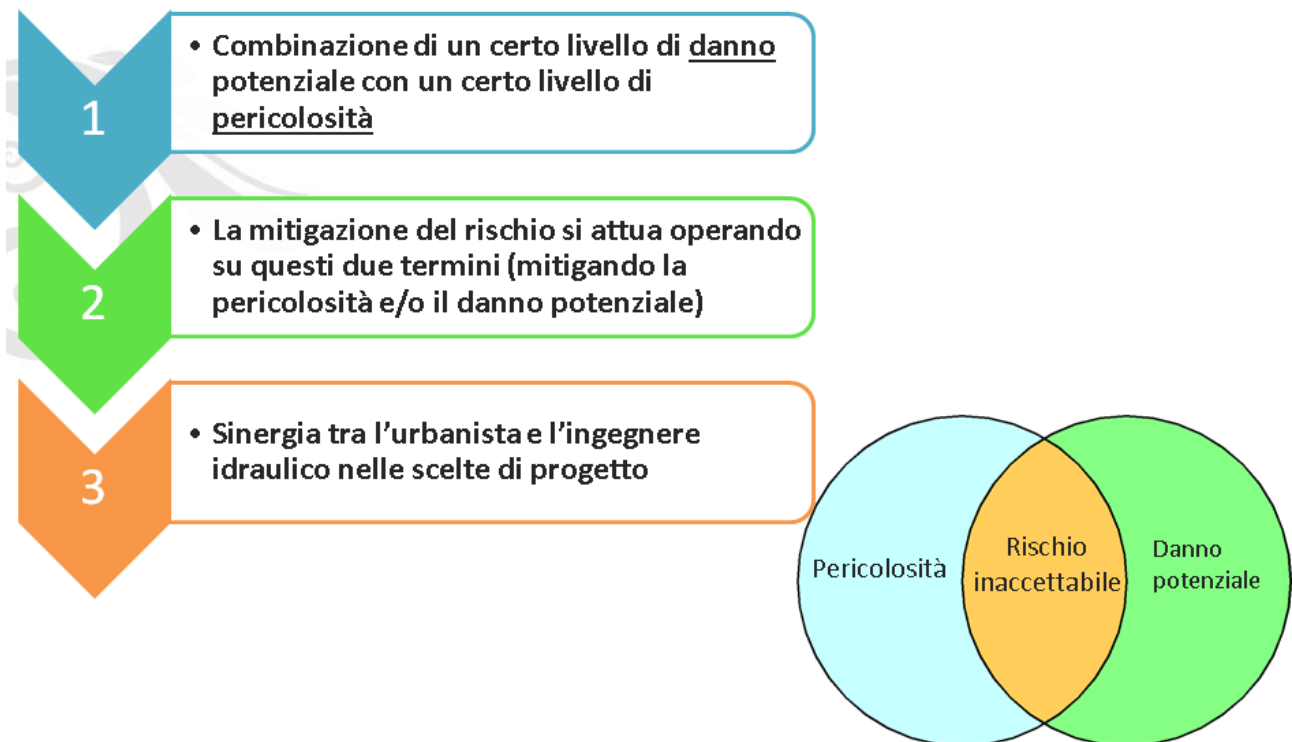 1
• Combinazione di un certo livello di danno
potenziale con un certo livello di
pericolosità
2
• La mitigazione del rischio si attua operando
su questi due termini (mitigando la
pericolosità e/o il danno potenziale)
3
• Sinergia tra l'urbanista e l'ingegnere
idraulico nelle scelte di progetto
Pericolosità
Rischio
inaccettabile
Danno
potenziale